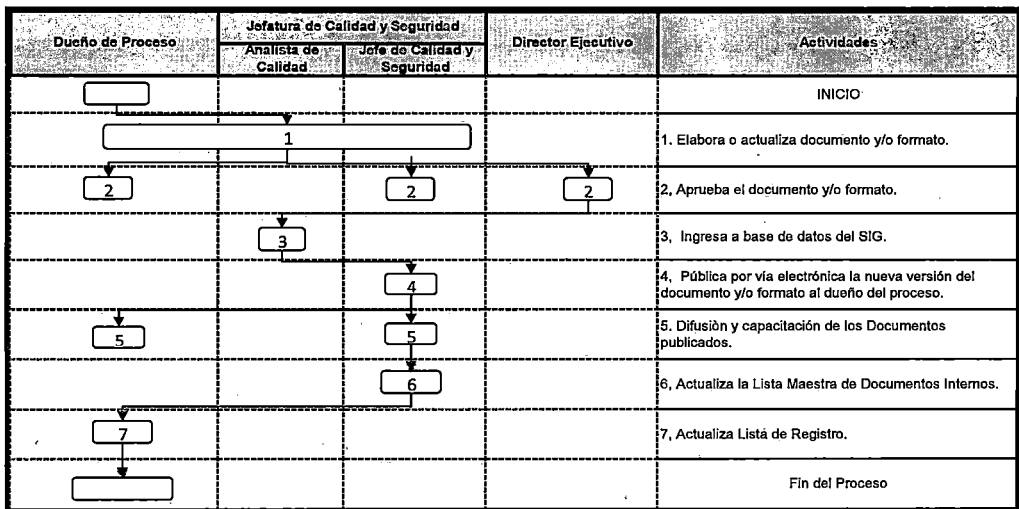 Dueño de Proceso
Jefatura de Calidad y Seguridad
Analista de
Calidad
Jefe de Calidad y
Seguridad
Director Ejecutivo
Actividades
INICIO
1
1. Elabora o actualiza documento y/o formato.
2
2
2
2, Aprueba el documento y/o formato.
3
3, Ingresa a base de datos del SIG.
4
4, Pública por vía electrónica la nueva versión del
documento y/o formato al dueño del proceso.
5
5
5. Difusiòn y capacitación de los Documentos
publicados.
6
6, Actualiza la Lista Maestra de Documentos Internos.
7
7, Actualiza Listá de Registro.
Fin del Proceso